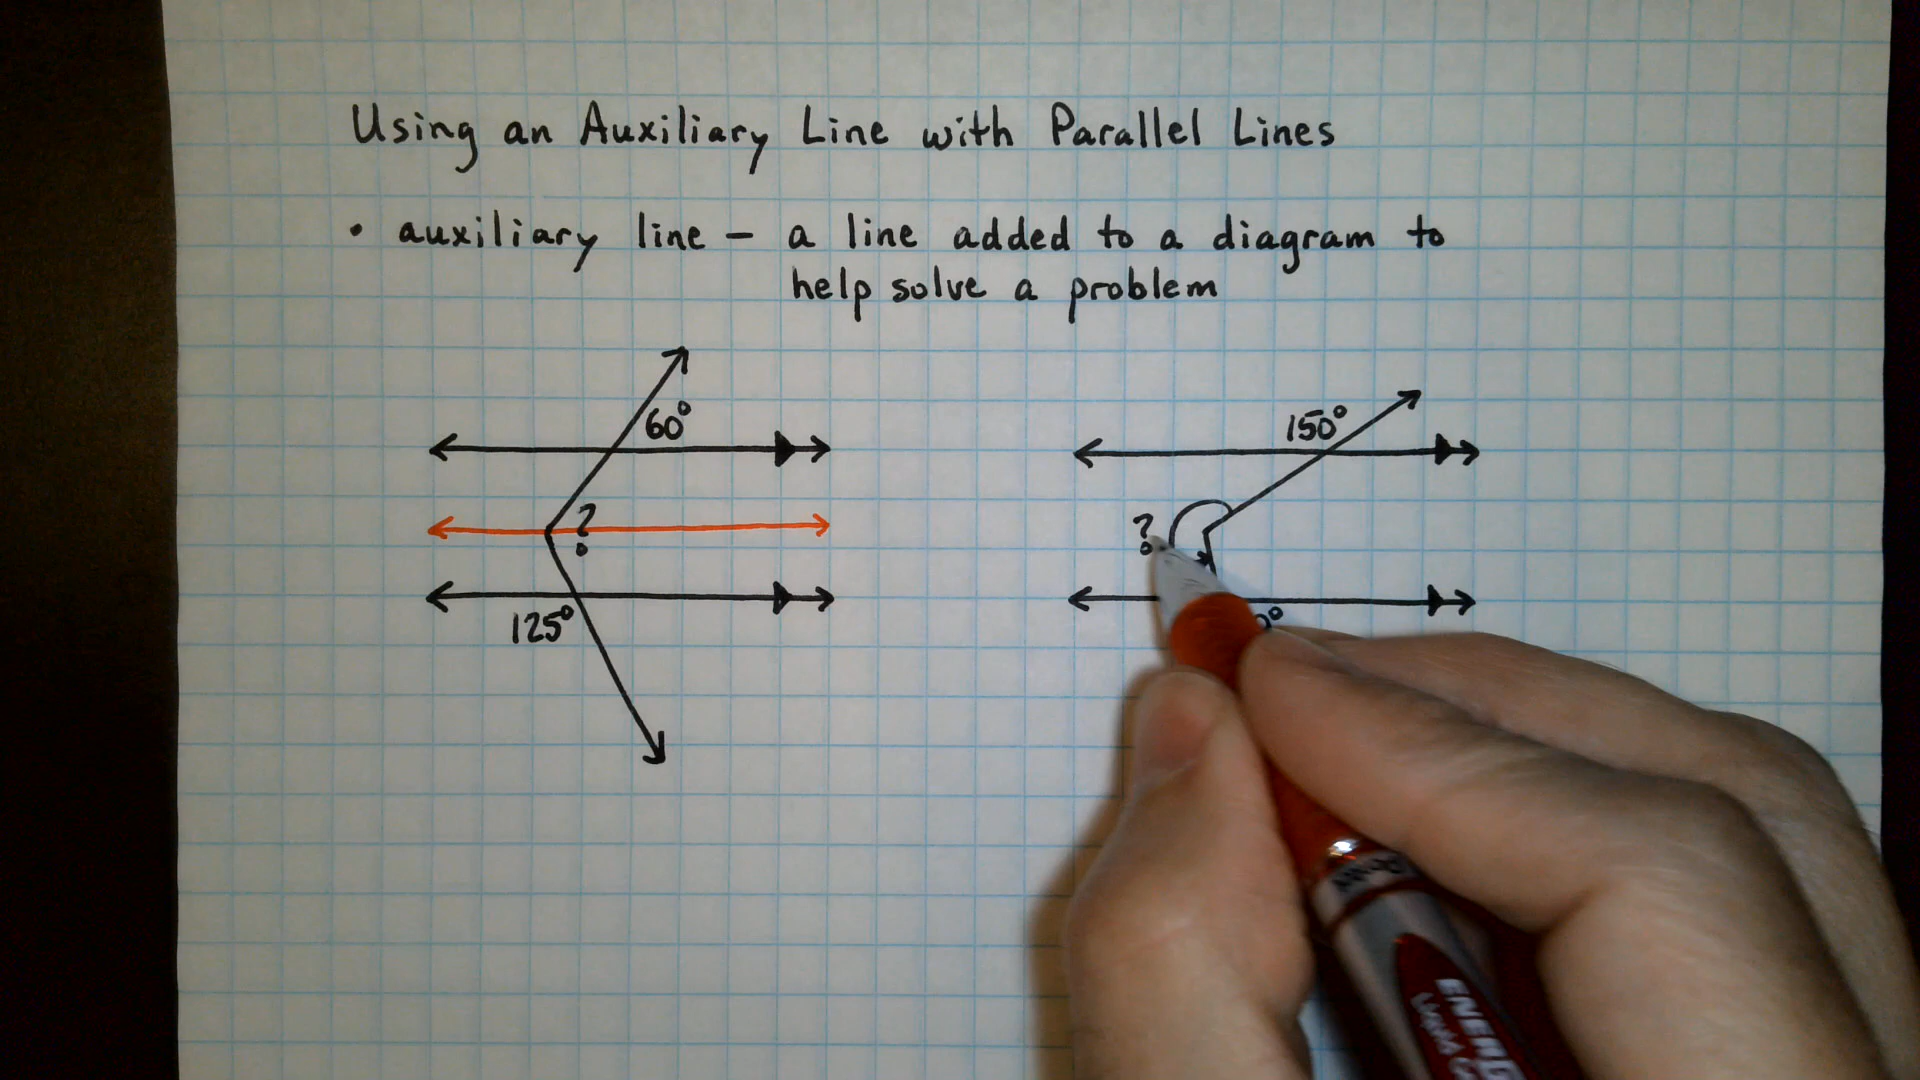 Using an Auxiliary Line with Parallel Lines
• auxiliary line – a line added to a diagram to
help solve a problem
60°
150°
?
?
125°
0°